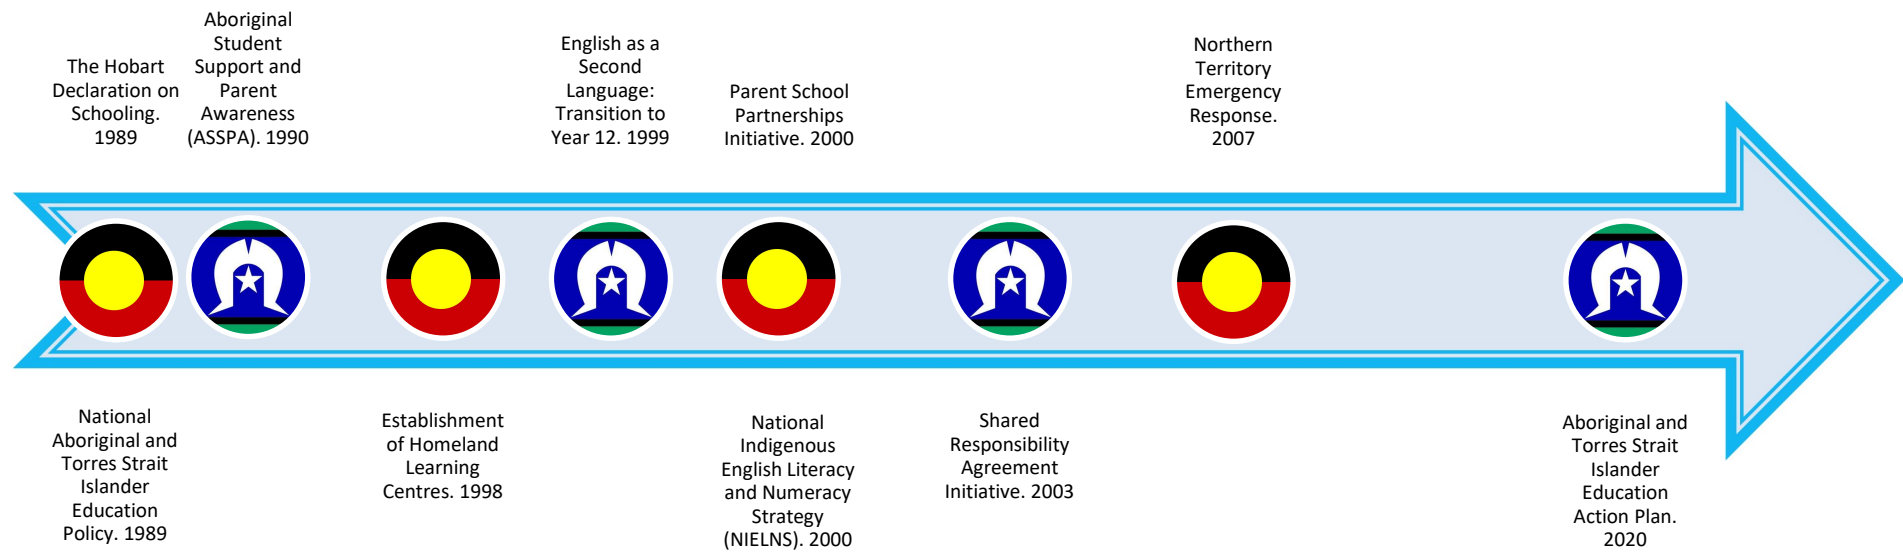 The Hobart
Declaration on
Schooling.
1989
Aboriginal
Student
Support and
Parent
Awareness
(ASSPA). 1990
English as a
Second
Language:
Transition to
Year 12. 1999
Parent School
Partnerships
Initiative. 2000
Northern
Territory
Emergency
Response.
2007
National
Aboriginal and
Torres Strait
Islander
Education
Policy. 1989
Establishment
of Homeland
Learning
Centres. 1998
National
Indigenous
English Literacy
and Numeracy
Strategy
(NIELNS). 2000
Shared
Responsibility
Agreement
Initiative. 2003
Aboriginal and
Torres Strait
Islander
Education
Action Plan.
2020